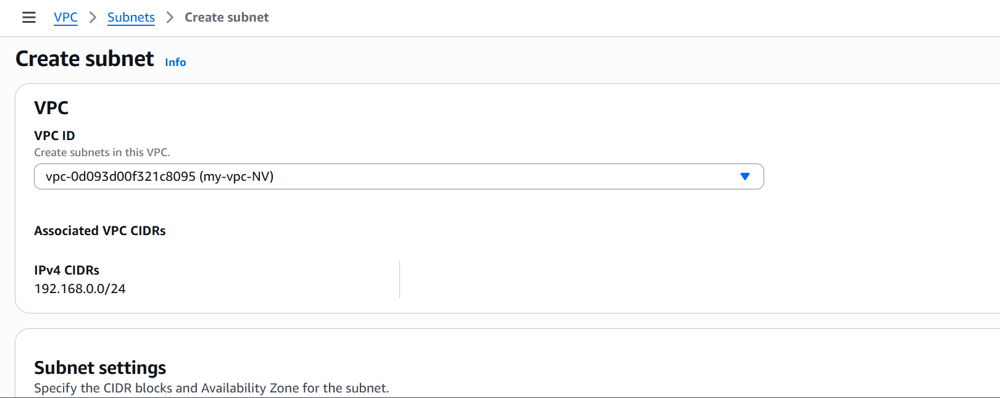 VPC > Subnets > Create subnet
Create subnet Info
VPC
VPC ID
Create subnets in this VPC.
vpc-0d093d00f321c8095 (my-vpc-NV)
Associated VPC CIDRs
IPv4 CIDRs
192.168.0.0/24
Subnet settings
Specify the CIDR blocks and Availability Zone for the subnet.